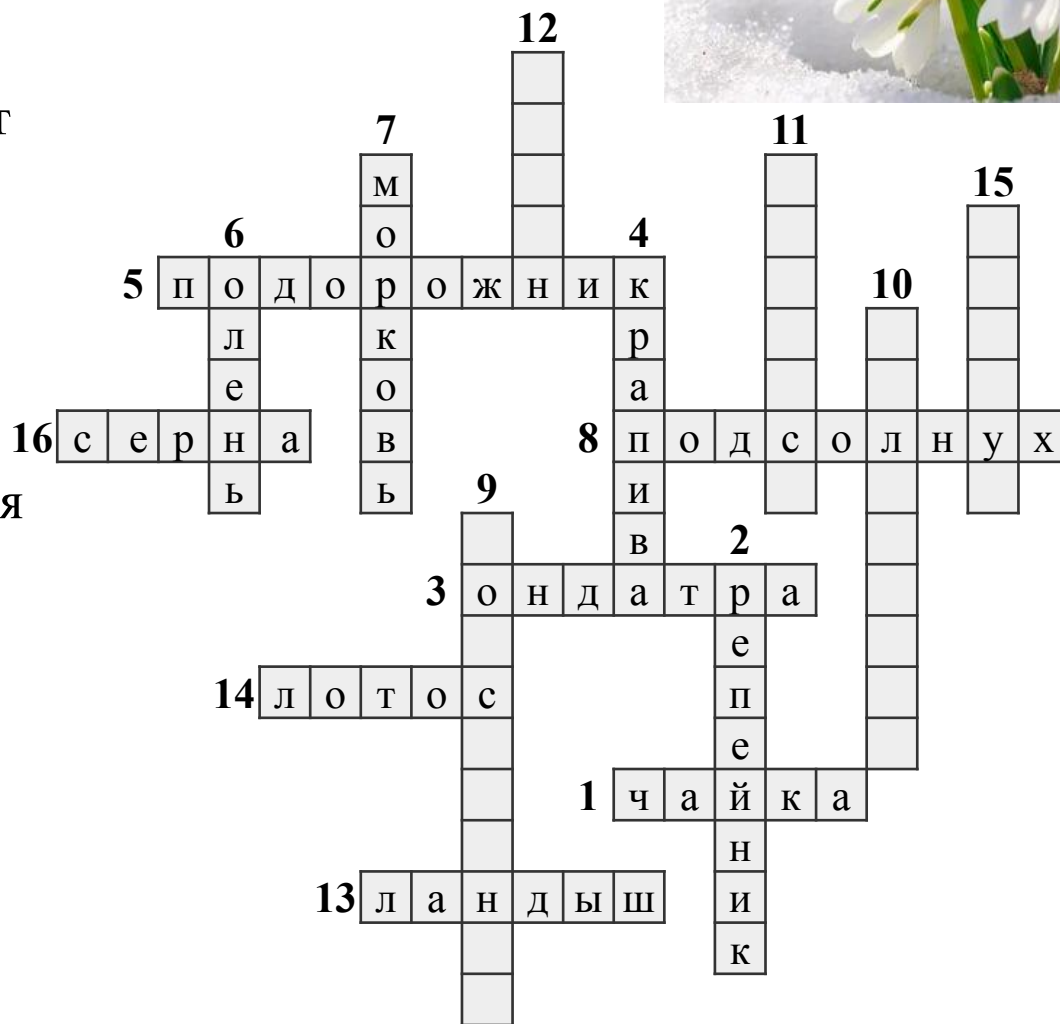 12
т
7
11
м
15
6
о
4
5 подорожник
10
л
к
р
е
о
а
16 серна
в
8 подсолнух
ь
ь
9
и
я
в
2
3 ондатра
е
14 лотос
п
е
1 чайка
н
13 ландыш
и
к